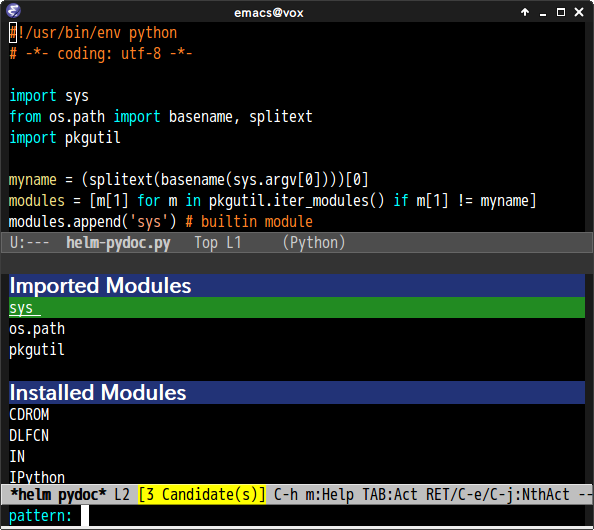 emacs@vox
#!/usr/bin/env python
# -*- coding: utf-8 -*-
import sys
from os.path import basename, splitext
import pkgutil
myname = (splitext(basename(sys.argv[0])))[0]
modules = [m[1] for m in pkgutil.iter_modules() if m[1] != myname]
modules.append('sys') # builtin module
U:--- helm-pydoc.py Top L1 (Python)
Imported Modules
sys
os.path
pkgutil
Installed Modules
CDROM
DLFCN
IN
IPython
*helm pydoc* L2 [3 Candidate(s)] C-h m:Help TAB:Act RET/C-e/C-j:NthAct --
pattern: